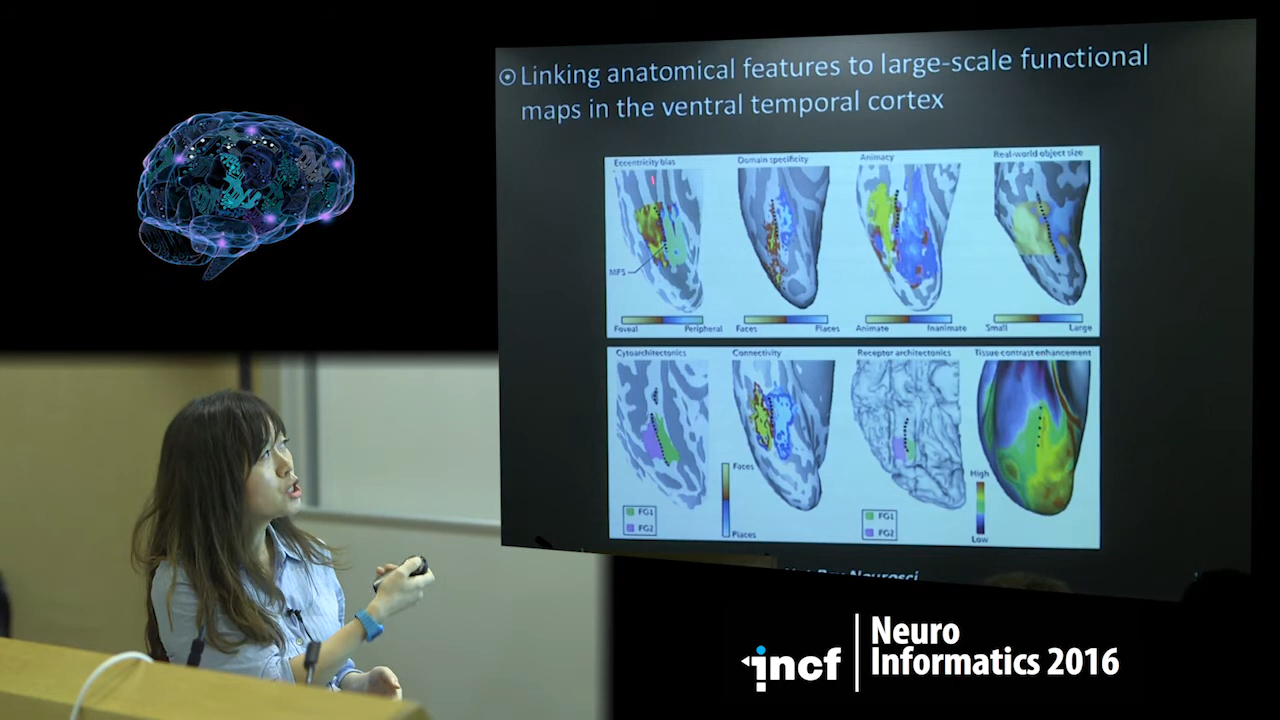 Linking anatomical features to large-scale functional
maps in the ventral temporal cortex
Eccentricity bias
Domain specificity
Animacy
Real-world object size
MFS
Foveal Peripheral
Faces Places
Animate Inanimate
Small Large
Cytoarchitectonics
Connectivity
Receptor architectonics
Tissue contrast enhancement
FG1
FG2
Faces
Places
FG1
FG2
High
Low
Neurosci
incf
Neuro
Informatics 2016